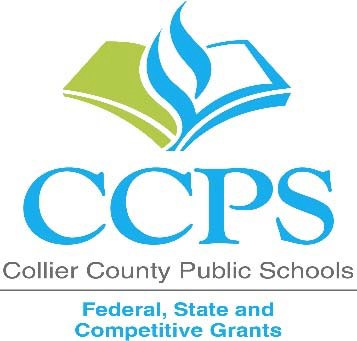 CCPS
Collier County Public Schools
Federal, State and
Competitive Grants